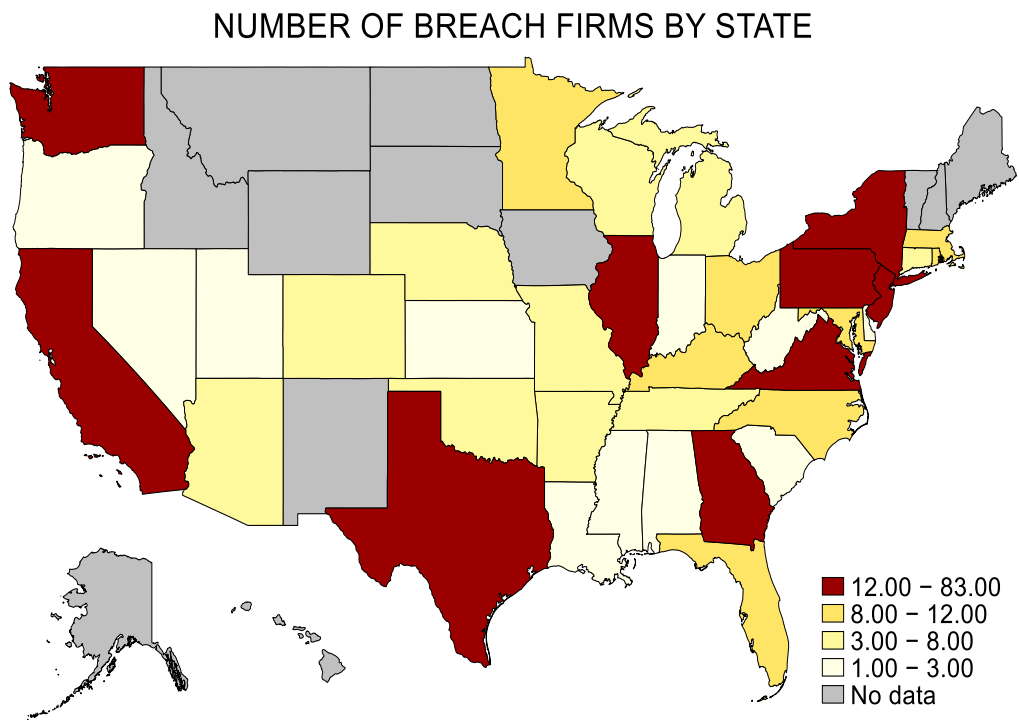 NUMBER OF BREACH FIRMS BY STATE
12.00 − 83.00
8.00 − 12.00
3.00 − 8.00
1.00 − 3.00
No data